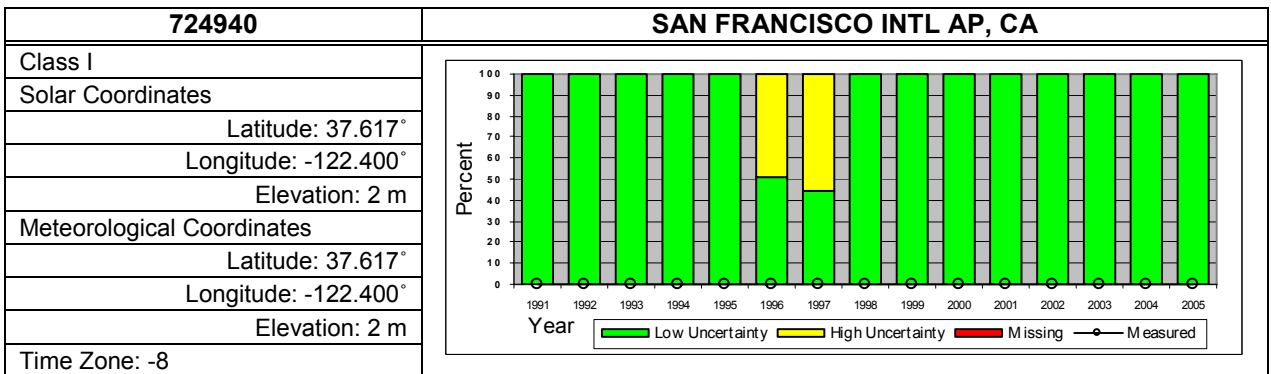 724940
SAN FRANCISCO INTL AP, CA
Class I
Solar Coordinates
Latitude: 37.617˚
Longitude: -122.400˚
Elevation: 2 m
Meteorological Coordinates
Latitude: 37.617˚
Longitude: -122.400˚
Elevation: 2 m
Time Zone: -8
Percent
100
90
80
70
60
50
40
30
20
10
0
1991 1992 1993 1994 1995 1996 1997 1998 1999 2000 2001 2002 2003 2004 2005
Year
Low Uncertainty High Uncertainty Missing Measured